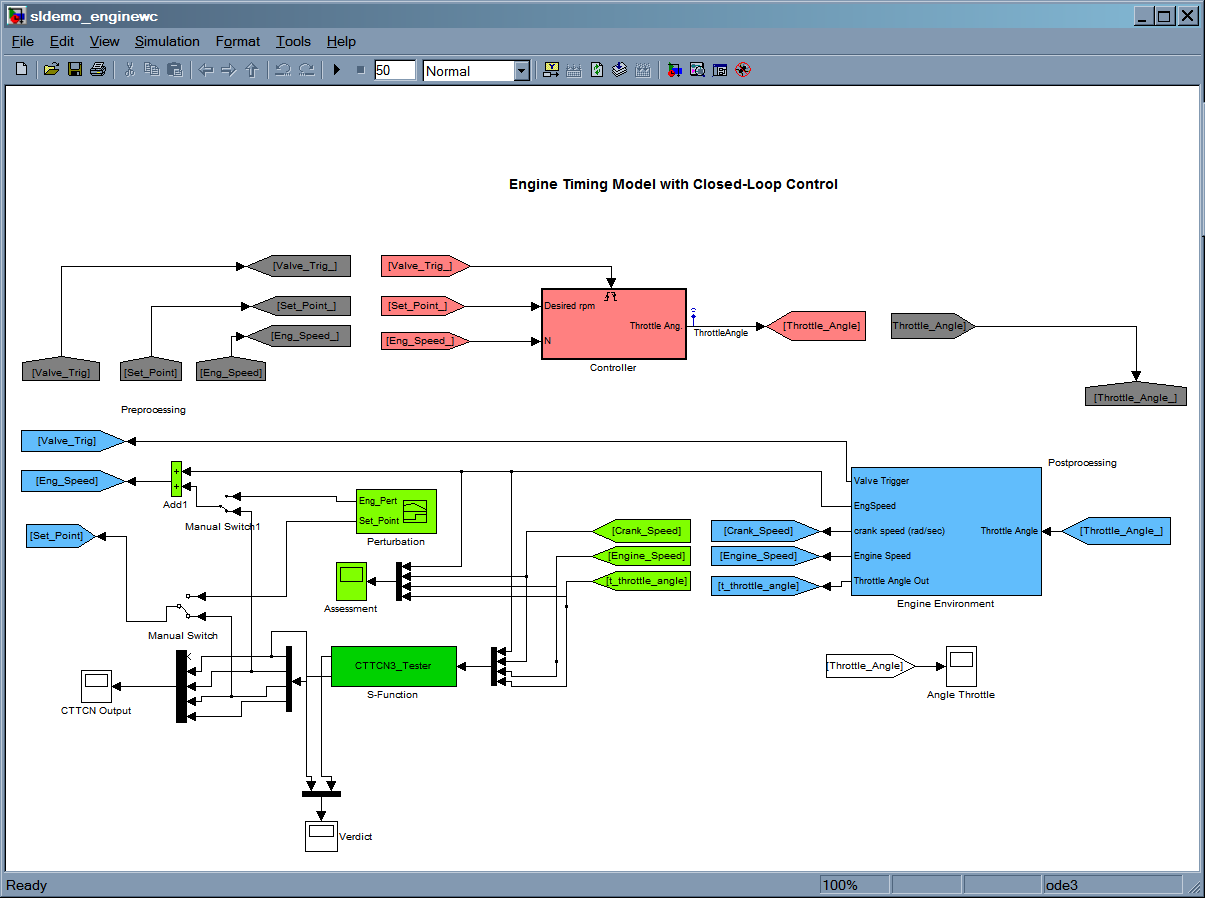 sldemo_enginewc
File Edit View Simulation Format Tools Help
50 Normal
Engine Timing Model with Closed-Loop Control
[Valve_Trig_] [Valve_Trig_]
[Set_Point_] [Set_Point_] Desired rpm
Throttle Ang. [Throttle_Angle] Throttle_Angle]
ThrottleAngle
[Eng_Speed_] [Eng_Speed_] N
Controller
[Valve_Trig] [Set_Point] [Eng_Speed]
[Throttle_Angle_]
Preprocessing
[Valve_Trig]
Postprocessing
[Eng_Speed] + Valve Trigger
+
Add1 Eng_Pert EngSpeed
Manual Switch1 Set_Point
[Set_Point] [Crank_Speed] [Crank_Speed] crank speed (rad/sec) Throttle Angle [Throttle_Angle_]
Perturbation
[Engine_Speed] [Engine_Speed] Engine Speed
[t_throttle_angle] [t_throttle_angle] Throttle Angle Out
Assessment Engine Environment
Manual Switch
CTTCN3_Tester [Throttle_Angle]
S-Function Angle Throttle
CTTCN Output
Verdict
Ready 100% ode3